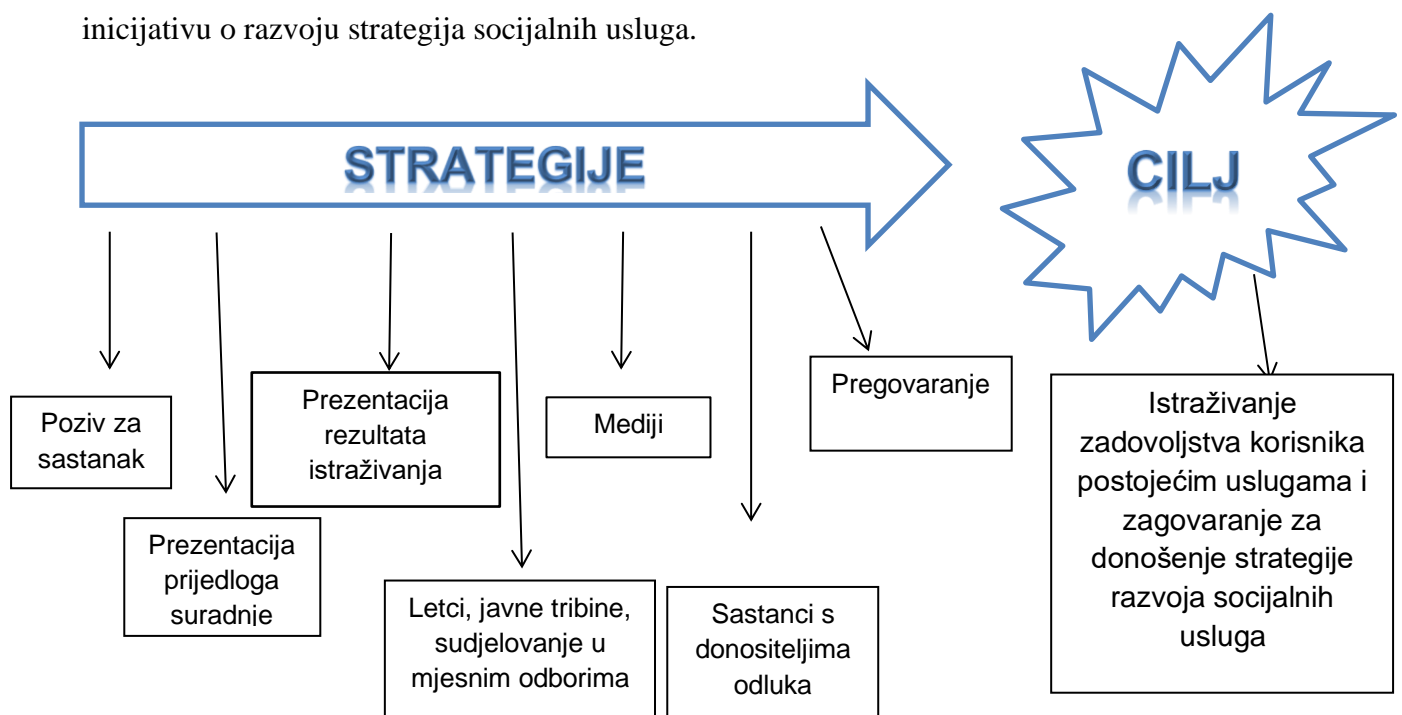 inicijativu o razvoju strategija socijalnih usluga.
STRATEGIJE
CILJ
Poziv za
sastanak
Prezentacija
prijedloga
suradnje
Prezentacija
rezultata
istraživanja
Letci, javne tribine,
sudjelovanje u
mjesnim odborima
Mediji
Sastanci s
donositeljima
odluka
Pregovaranje
Istraživanje
zadovoljstva korisnika
postojećim uslugama i
zagovaranje za
donošenje strategije
razvoja socijalnih
usluga